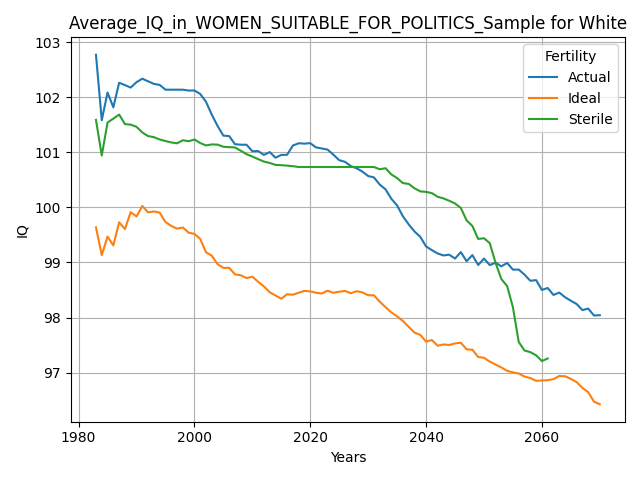 Average_IQ_in_WOMEN_SUITABLE_FOR_POLITICS_Sample for White
103
102
101
100
99
98
97
IQ
Fertility
Actual
Ideal
Sterile
1980
2000
2020
2040
2060
Years